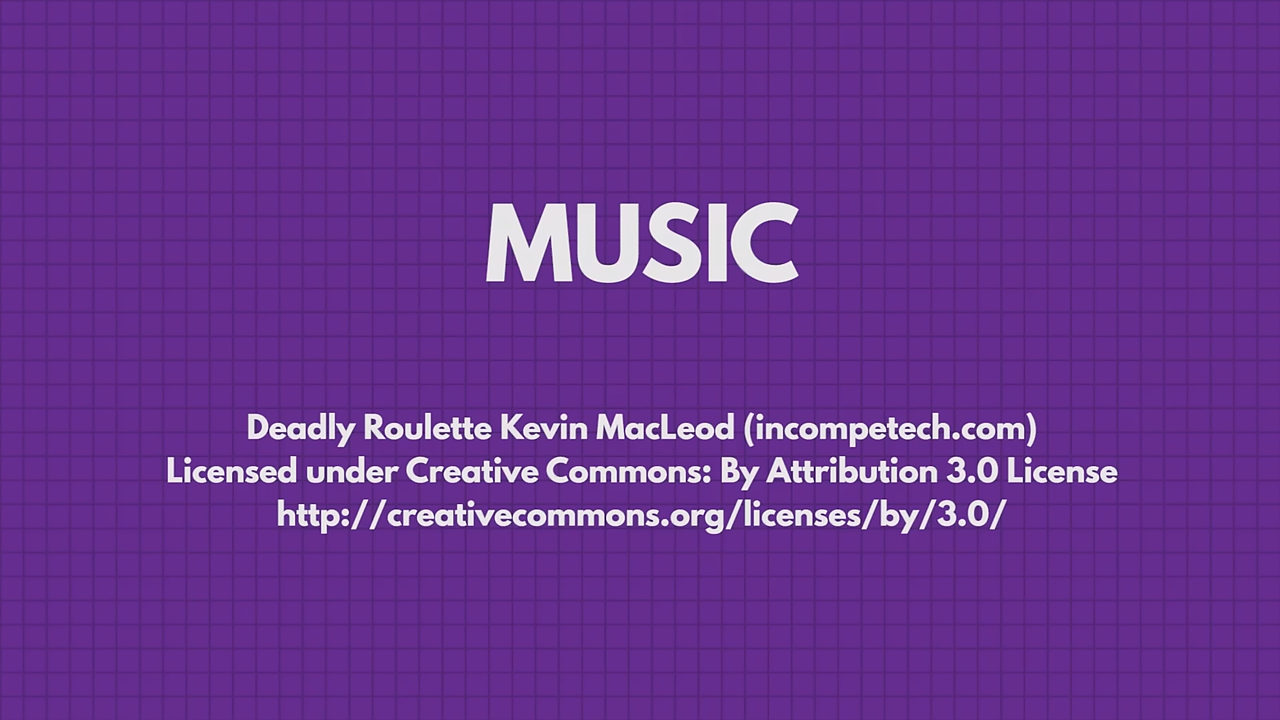 MUSIC
Deadly Roulette Kevin MacLeod (incompetech.com)
Licensed under Creative Commons: By Attribution 3.0 License
http://creativecommons.org/licenses/by/3.0/